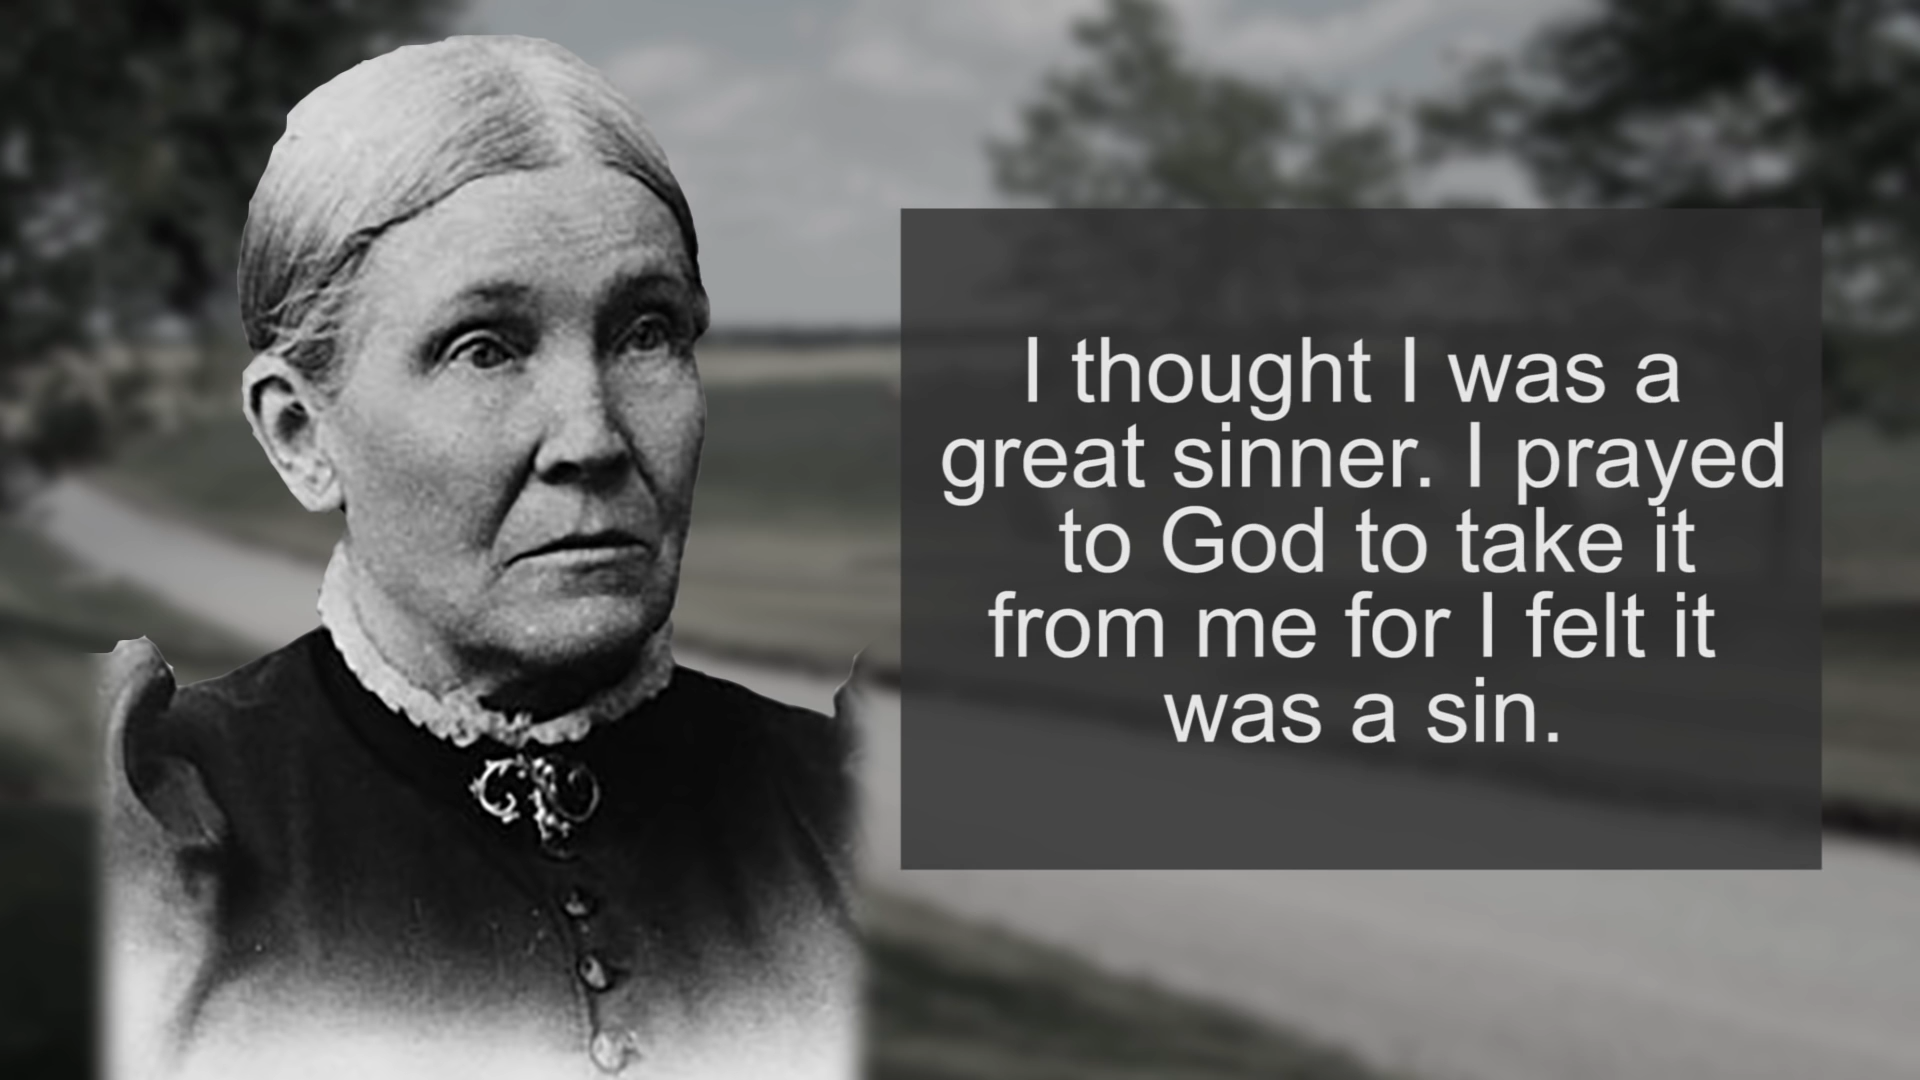 I thought I was a
great sinner. I prayed
to God to take it
from me for I felt it
was a sin.